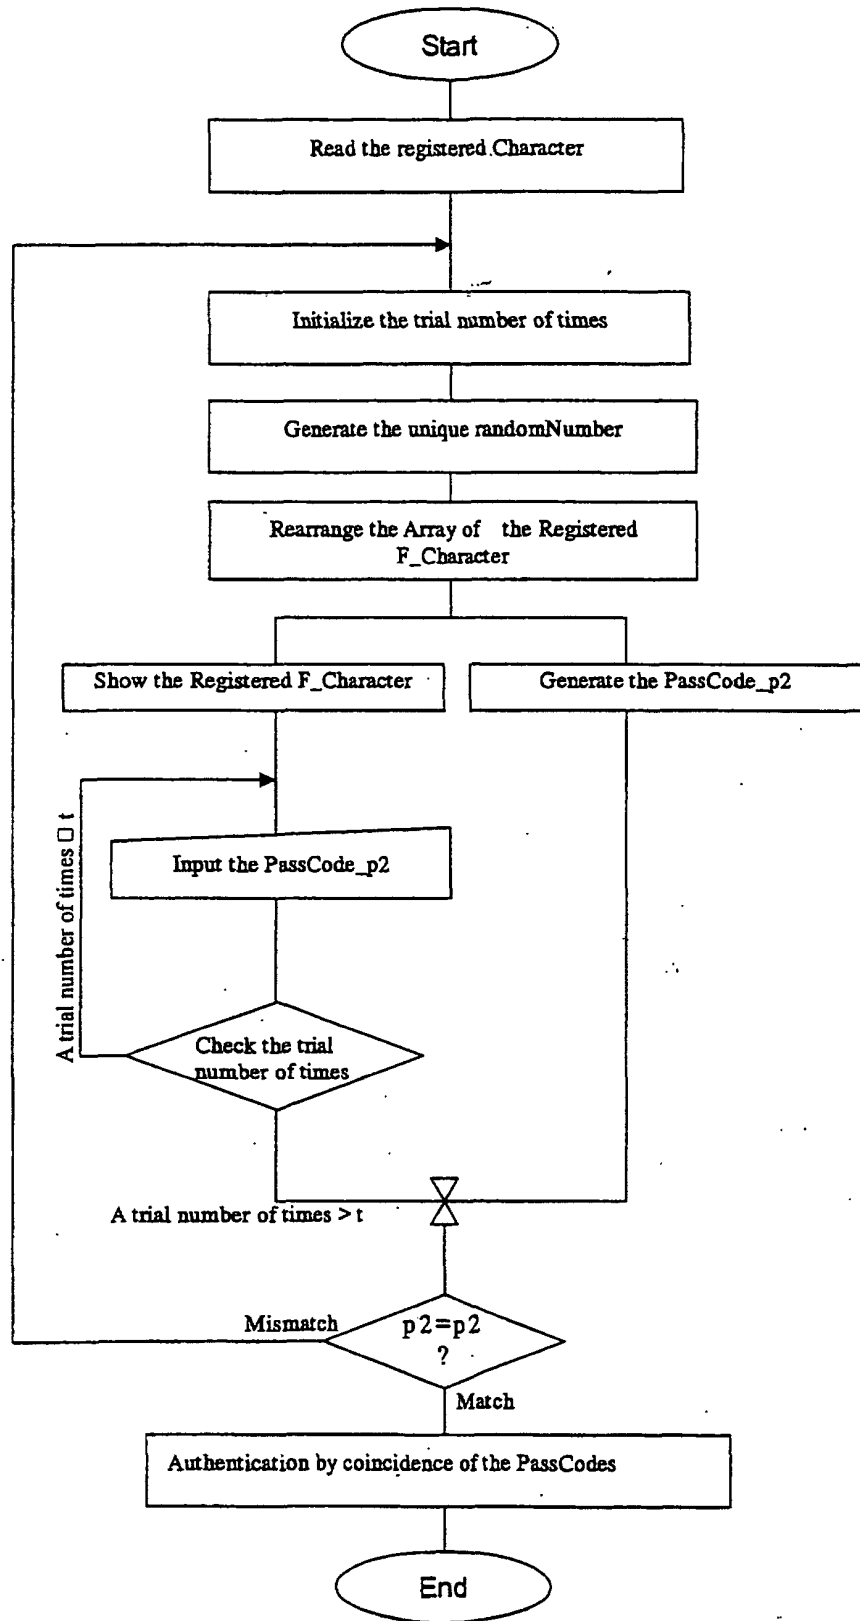 Start
Read the registered.Character
Initialize the trial number of times
Generate the unique randomNumber
Rearrange the Array of the Registered
F_Character
Show the Registered F_Character
Generate the PassCode_p2
A trial number of times □ t
Input the PassCode_p2
Check the trial
number of times
A trial number of times > t
Mismatch
p2=p2
?
Match
Authentication by coincidence of the PassCodes
End